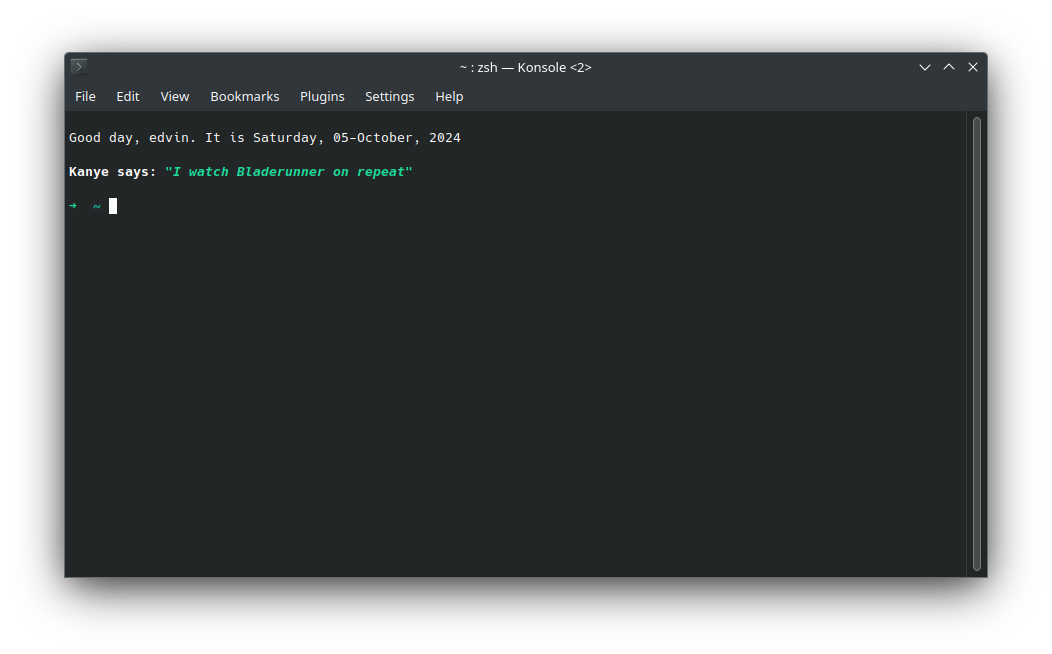 ~ : zsh — Konsole <2>
File Edit View Bookmarks Plugins Settings Help
Good day, edvin. It is Saturday, 05-October, 2024
Kanye says: "I watch Bladerunner on repeat"
➜ ~